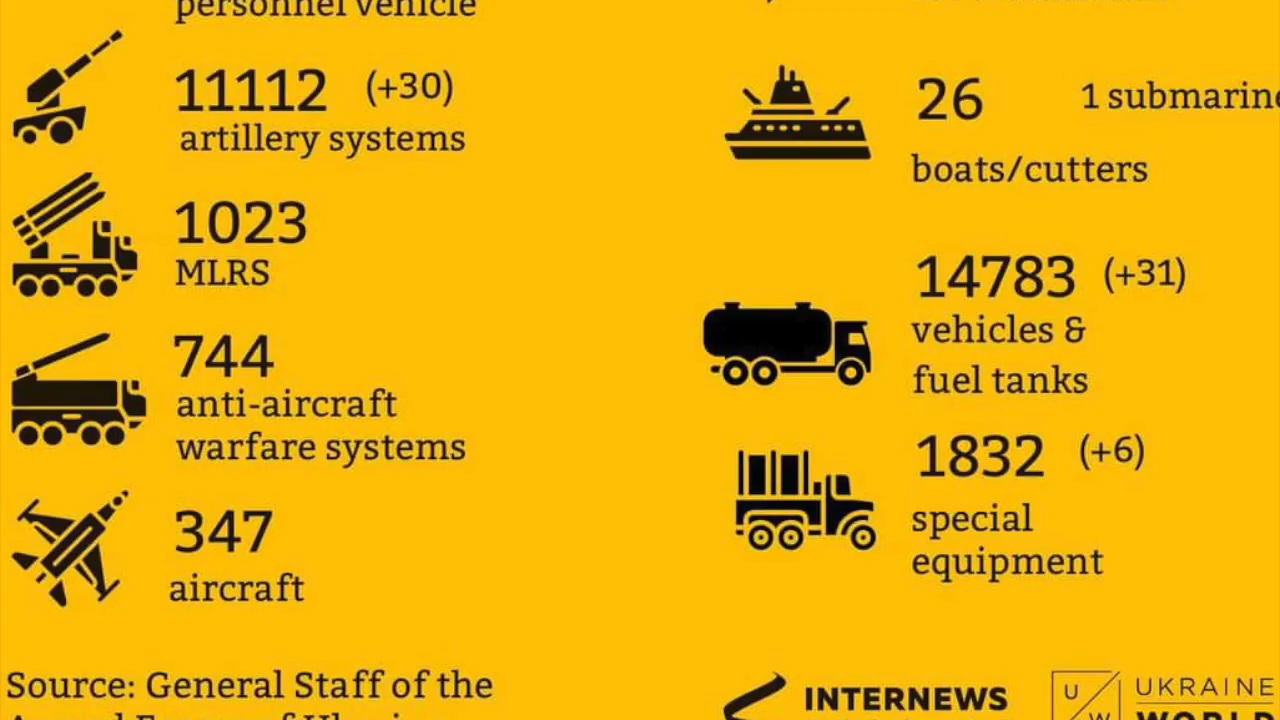 personnel vehicle
11112 (+30)
artillery systems
1023
MLRS
744
anti-aircraft
warfare systems
347
aircraft
26 1 submarine
boats/cutters
14783 (+31)
vehicles &
fuel tanks
1832 (+6)
special
equipment
Source: General Staff of the
INTERNEWS
U W UKRAINE
WORLD